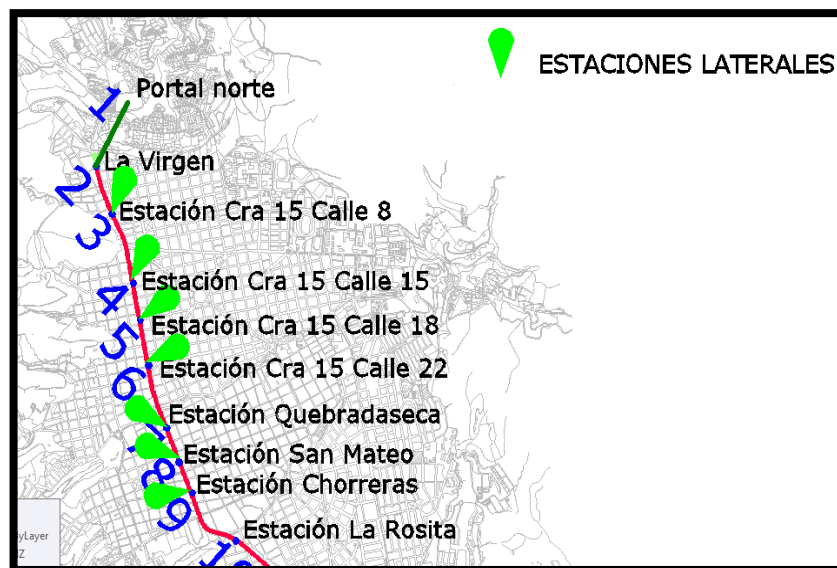 ESTACIONES LATERALES
Portal norte
1
La Virgen
2
Estación Cra 15 Calle 8
3
Estación Cra 15 Calle 15
4
Estación Cra 15 Calle 18
5
Estación Cra 15 Calle 22
6
Estación Quebradaseca
7
Estación San Mateo
8
Estación Chorreras
9
Estación La Rosita